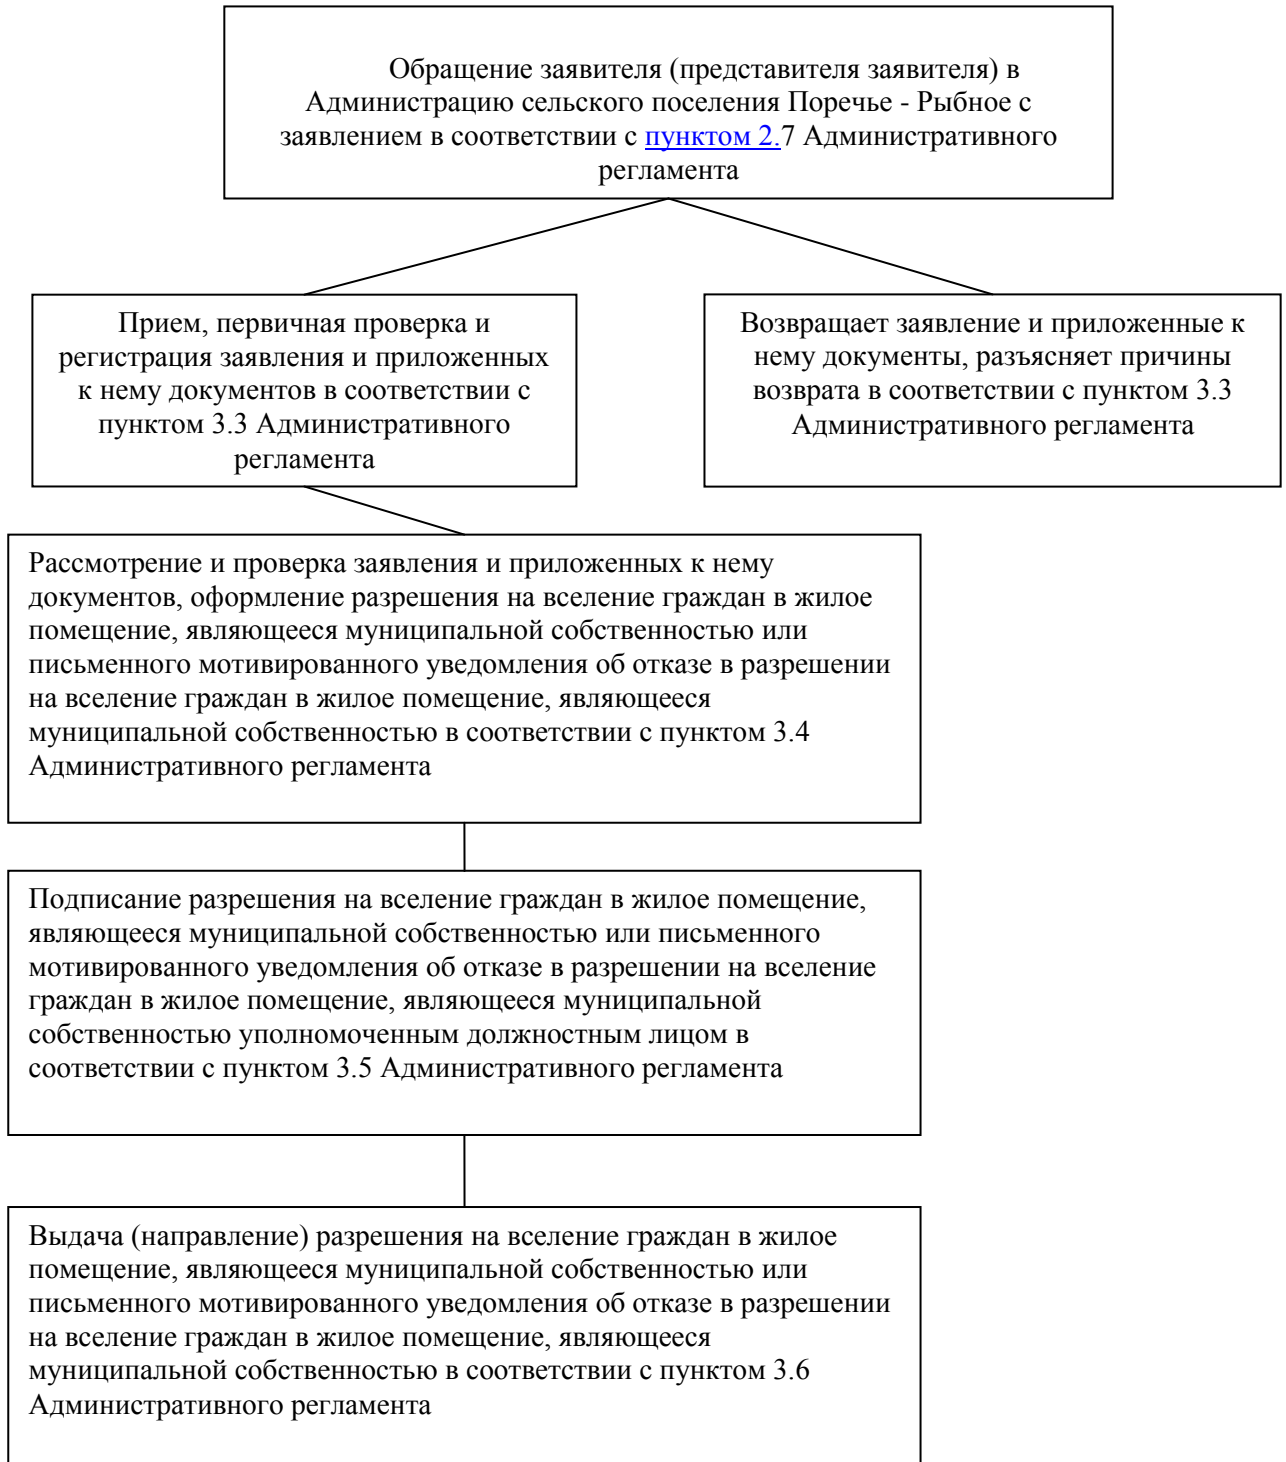 Обращение заявителя (представителя заявителя) в
Администрацию сельского поселения Поречье - Рыбное с
заявлением в соответствии с пунктом 2.7 Административного
регламента
Прием, первичная проверка и
регистрация заявления и приложенных
к нему документов в соответствии с
пунктом 3.3 Административного
регламента
Возвращает заявление и приложенные к
нему документы, разъясняет причины
возврата в соответствии с пунктом 3.3
Административного регламента
Рассмотрение и проверка заявления и приложенных к нему
документов, оформление разрешения на вселение граждан в жилое
помещение, являющееся муниципальной собственностью или
письменного мотивированного уведомления об отказе в разрешении
на вселение граждан в жилое помещение, являющееся
муниципальной собственностью в соответствии с пунктом 3.4
Административного регламента
Подписание разрешения на вселение граждан в жилое помещение,
являющееся муниципальной собственностью или письменного
мотивированного уведомления об отказе в разрешении на вселение
граждан в жилое помещение, являющееся муниципальной
собственностью уполномоченным должностным лицом в
соответствии с пунктом 3.5 Административного регламента
Выдача (направление) разрешения на вселение граждан в жилое
помещение, являющееся муниципальной собственностью или
письменного мотивированного уведомления об отказе в разрешении
на вселение граждан в жилое помещение, являющееся
муниципальной собственностью в соответствии с пунктом 3.6
Административного регламента